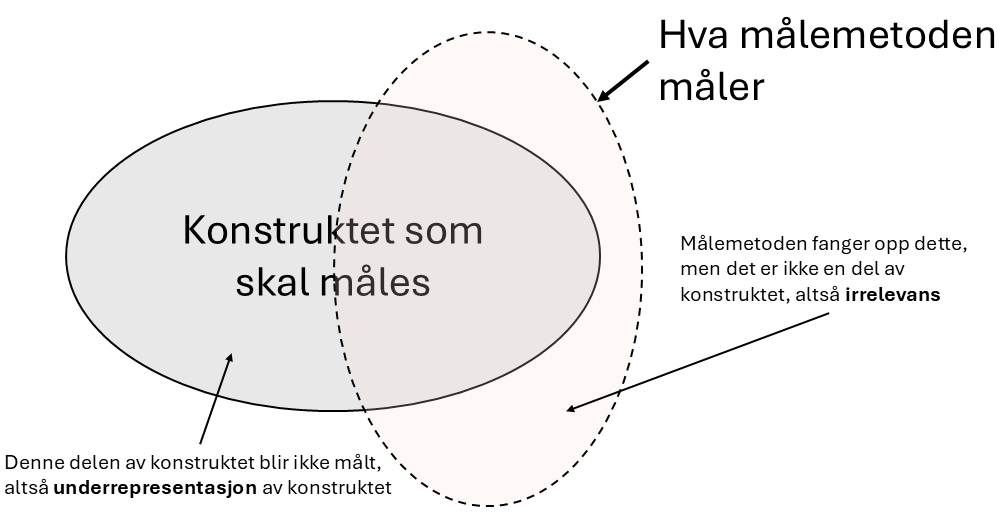 Hva målemetoden
måler
Konstruktet som
skal måles
Målemetoden fanger opp dette,
men det er ikke en del av
konstruktet, altså irrelevans
Denne delen av konstruktet blir ikke målt,
altså underrepresentasjon av konstruktet